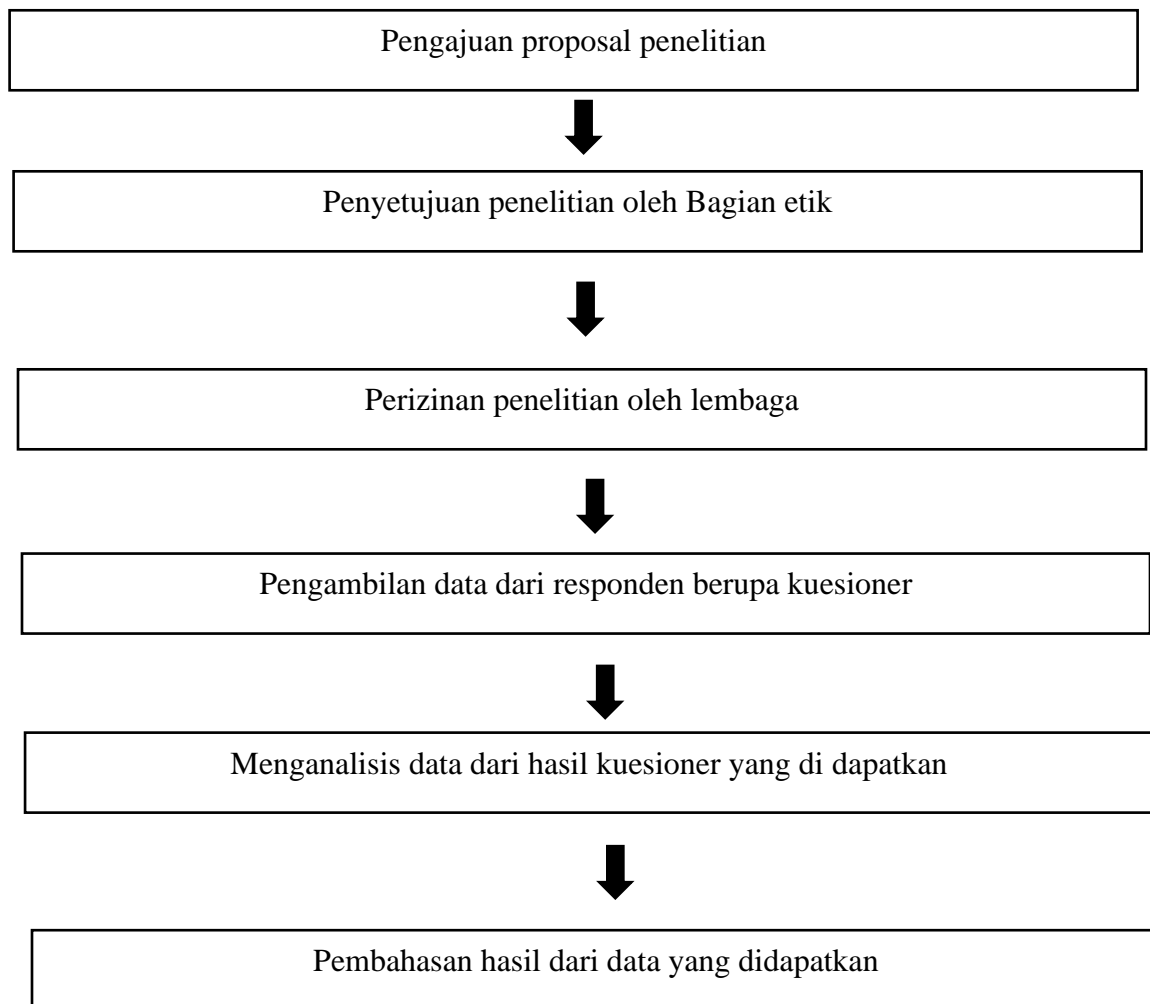 Pengajuan proposal penelitian
Penyetujuan penelitian oleh Bagian etik
Perizinan penelitian oleh lembaga
Pengambilan data dari responden berupa kuesioner
Menganalisis data dari hasil kuesioner yang di dapatkan
Pembahasan hasil dari data yang didapatkan